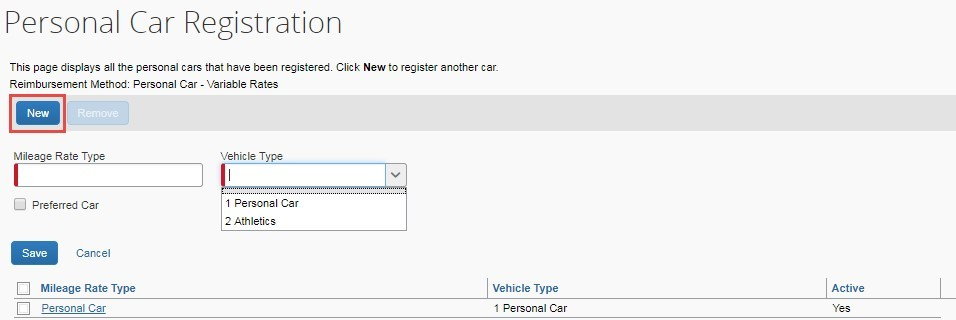 Personal Car Registration
This page displays all the personal cars that have been registered. Click New to register another car.
Reimbursement Method: Personal Car - Variable Rates
New Remove
Mileage Rate Type Vehicle Type
Preferred Car
1 Personal Car
2 Athletics
Save Cancel
Mileage Rate Type Vehicle Type Active
Personal Car 1 Personal Car Yes